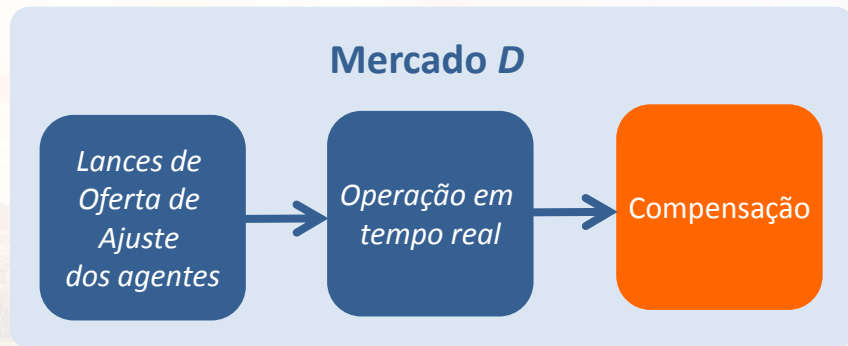 Mercado D
Lances de
Oferta de
Ajuste
dos agentes
Operação em
tempo real
Compensação